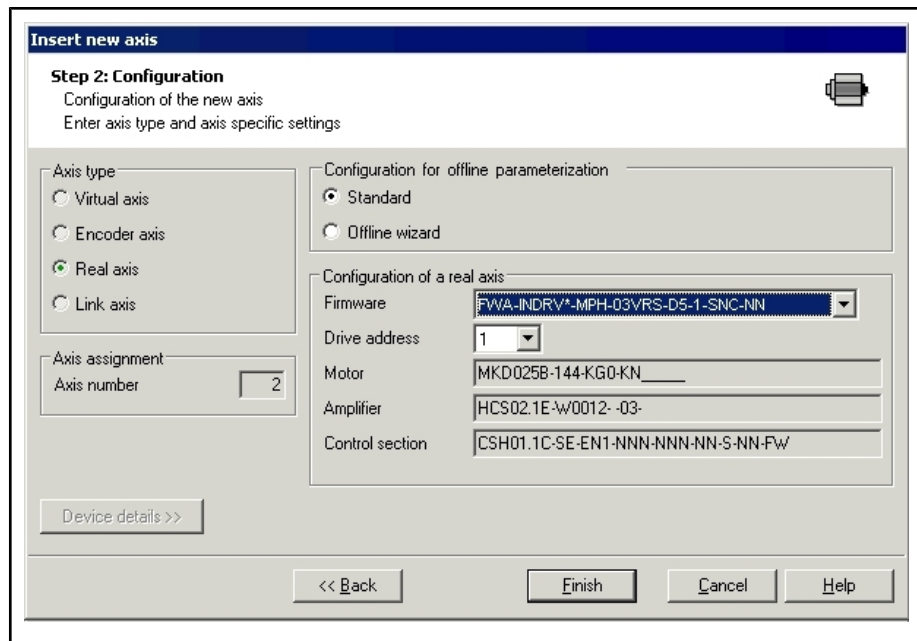 Insert new axis
Step 2: Configuration
Configuration of the new axis
Enter axis type and axis specific settings
Axis type
Virtual axis
Encoder axis
Real axis
Link axis
Axis assignment
Axis number 2
Configuration for offline parameterization
Standard
Offline wizard
Configuration of a real axis
Firmware FWA-INDRV*-MPH-03VRS-D5-1-SNC-NN
Drive address 1
Motor MKD025B-144-KG0-KN_____
Amplifier HCS02.1E-W0012- -03-
Control section CSH01.1C-SE-EN1-NNN-NNN-NN-S-NN-FW
Device details >>
<< Back Finish Cancel Help